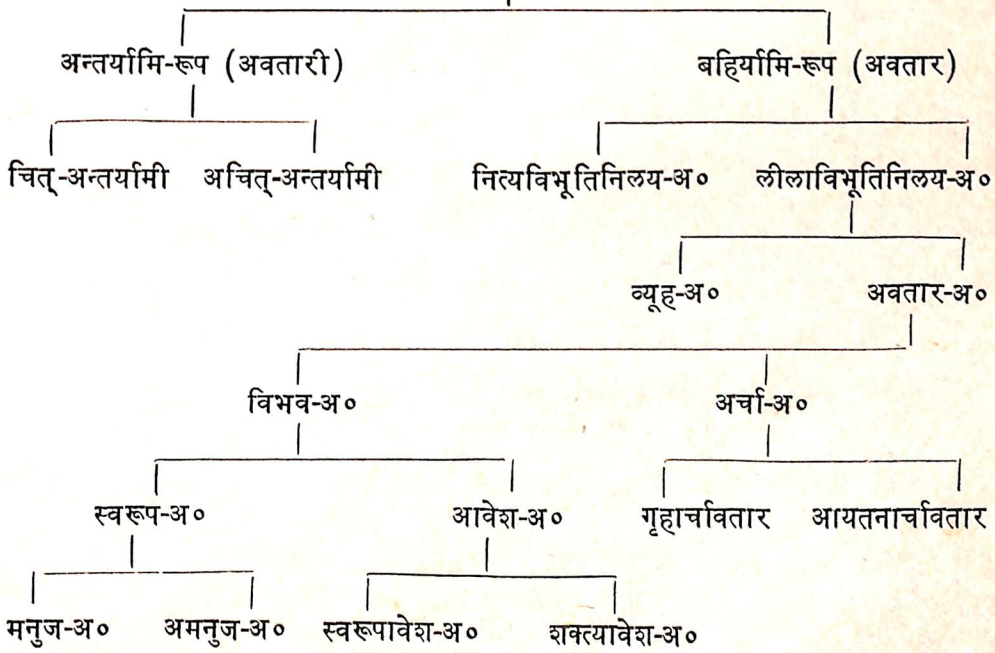 अन्तर्यामि-रूप (अवतारी) बहिर्यामि-रूप (अवतार)
चित्-अन्तर्यामी अचित्-अन्तर्यामी नित्यविभूतिनिलय-अ० लीलाविभूतिनिलय-अ०
व्यूह-अ० अवतार-अ०
विभव-अ० अर्चा-अ०
स्वरूप-अ० आवेश-अ० गृहार्चावतार आयतनार्चावतार
मनुज-अ० अमनुज-अ० स्वरूपावेश-अ० शक्त्यावेश-अ०